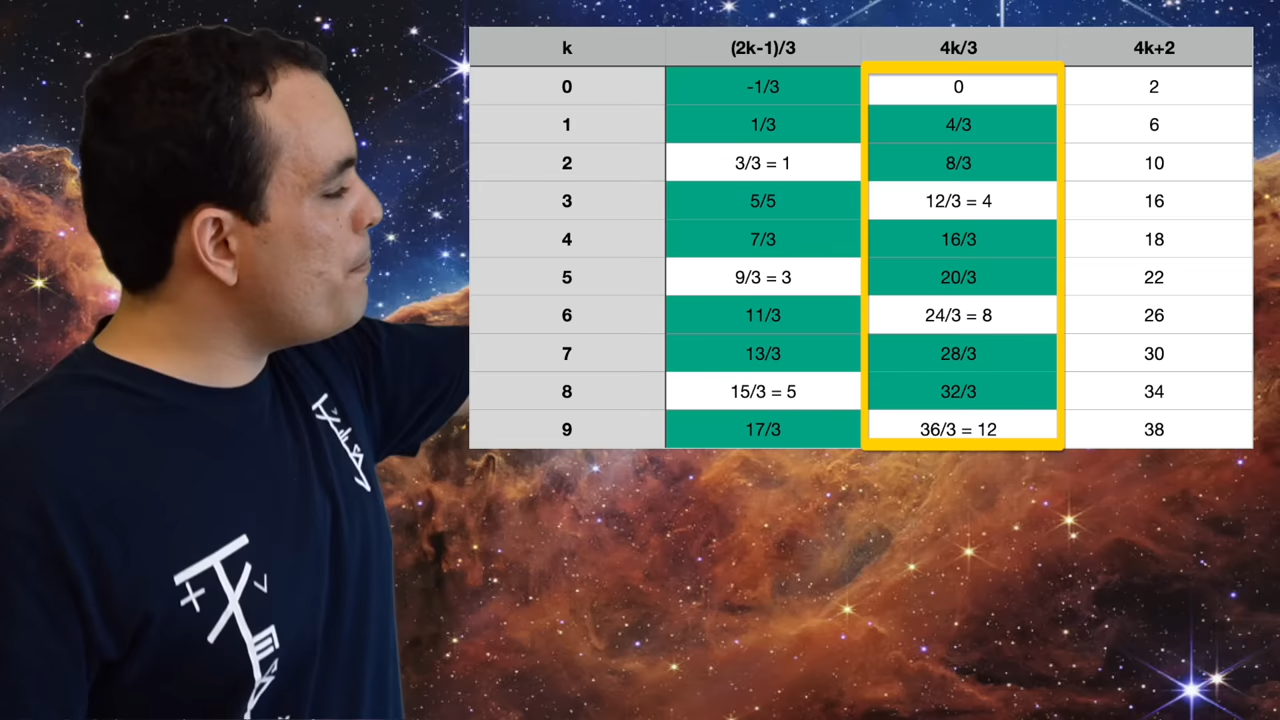 k (2k-1)/3 4k/3 4k+2
0 -1/3 0 2
1 1/3 4/3 6
2 3/3 = 1 8/3 10
3 5/5 12/3 = 4 16
4 7/3 16/3 18
5 9/3 = 3 20/3 22
6 11/3 24/3 = 8 26
7 13/3 28/3 30
8 15/3 = 5 32/3 34
9 17/3 36/3 = 12 38